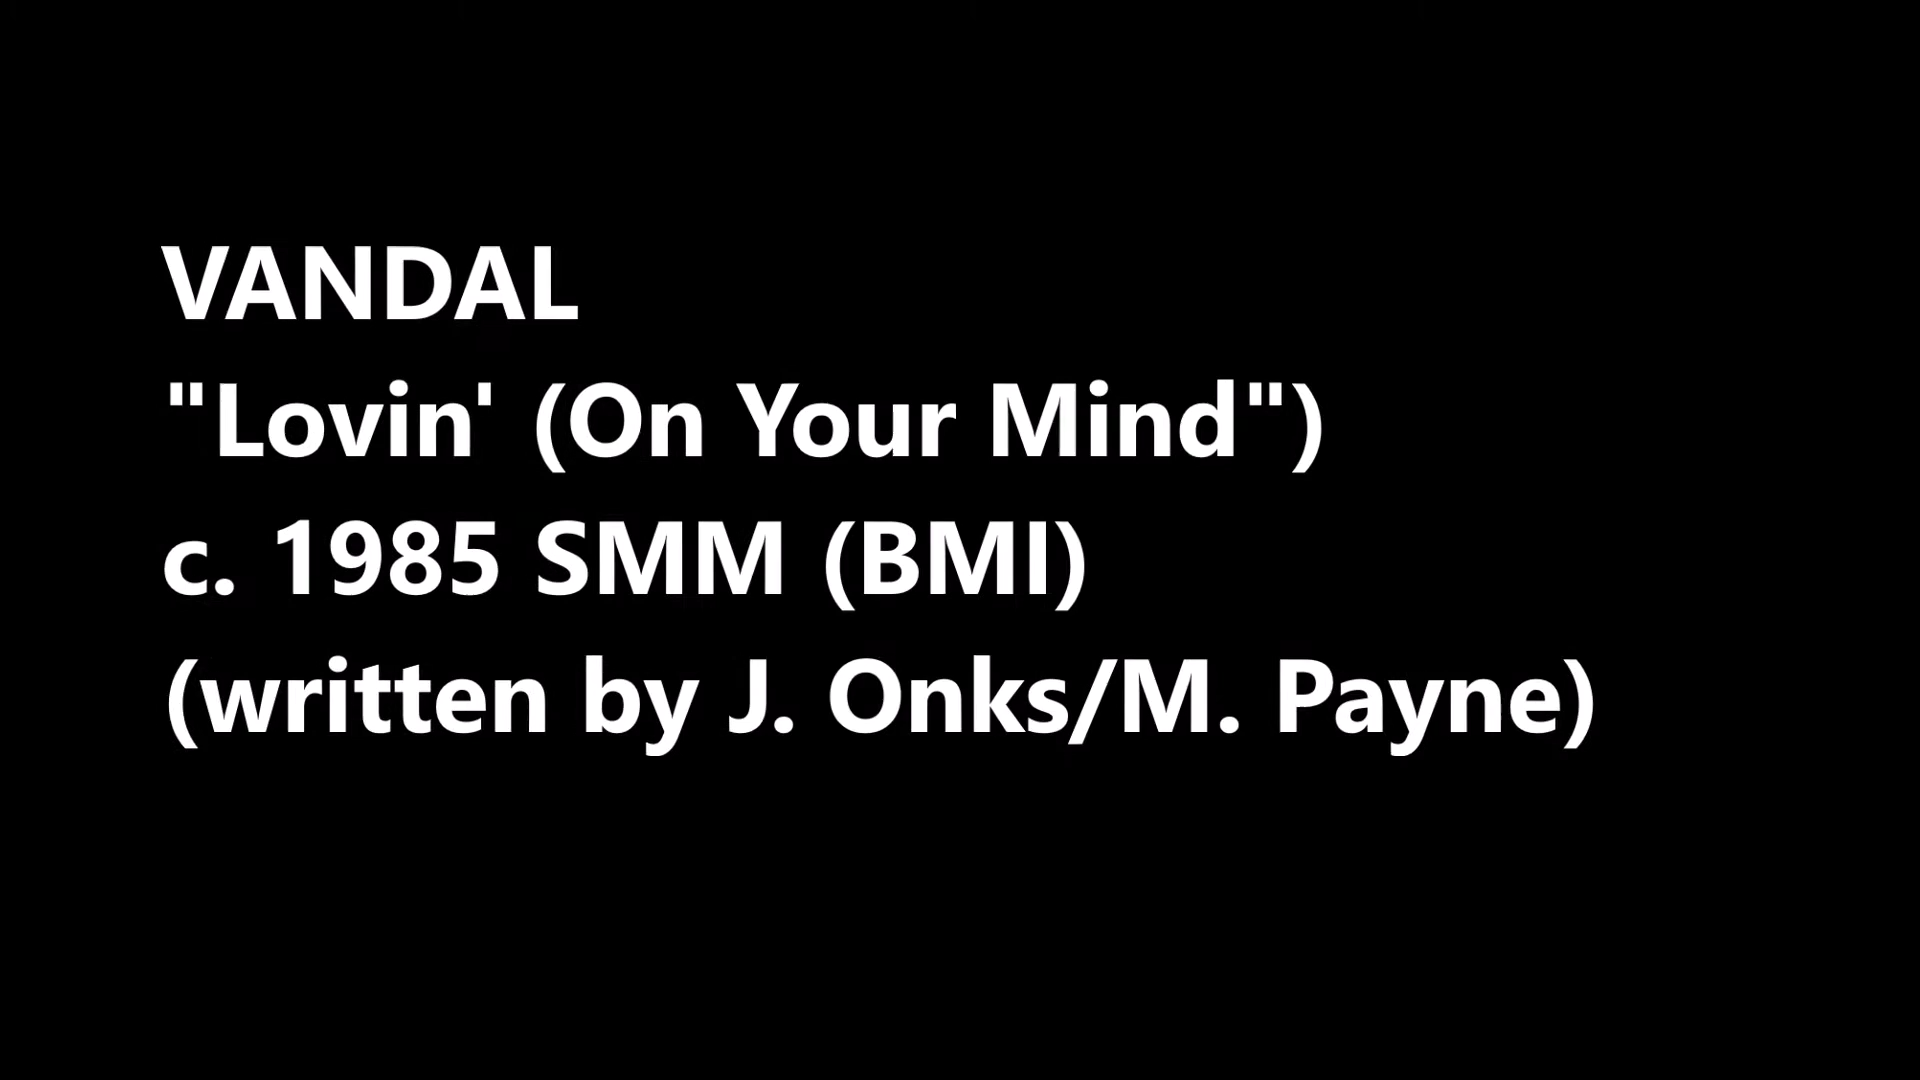 VANDAL
"Lovin' (On Your Mind")
c. 1985 SMM (BMI)
(written by J. Onks/M. Payne)